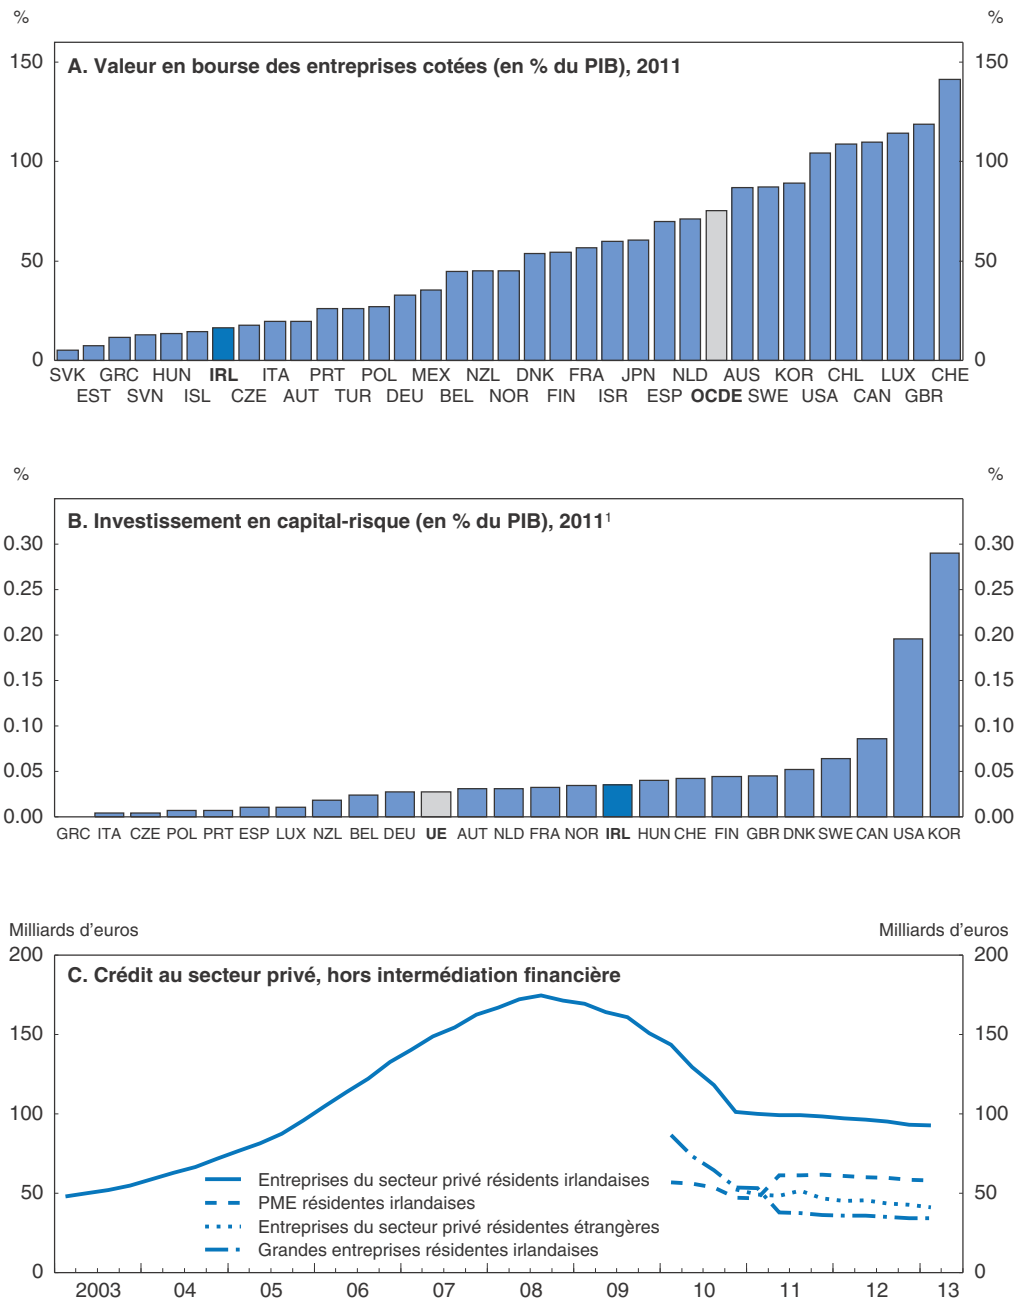 % %
A. Valeur en bourse des entreprises cotées (en % du PIB), 2011
150 150
100 100
50 50
0 0
SVK GRC HUN IRL ITA PRT POL MEX NZL DNK FRA JPN NLD AUS KOR CHL LUX CHE
EST SVN ISL CZE AUT TUR DEU BEL NOR FIN ISR ESP OCDE SWE USA CAN GBR
% %
B. Investissement en capital-risque (en % du PIB), 2011¹
0.30 0.30
0.25 0.25
0.20 0.20
0.15 0.15
0.10 0.10
0.05 0.05
0.00 0.00
GRC ITA CZE POL PRT ESP LUX NZL BEL DEU UE AUT NLD FRA NOR IRL HUN CHE FIN GBR DNK SWE CAN USA KOR
Milliards d'euros Milliards d'euros
200 200
C. Crédit au secteur privé, hors intermédiation financière
150 150
100 100
Entreprises du secteur privé résidents irlandaises
50 50
PME résidentes irlandaises
Entreprises du secteur privé résidentes étrangères
Grandes entreprises résidentes irlandaises
0 0
2003 04 05 06 07 08 09 10 11 12 13